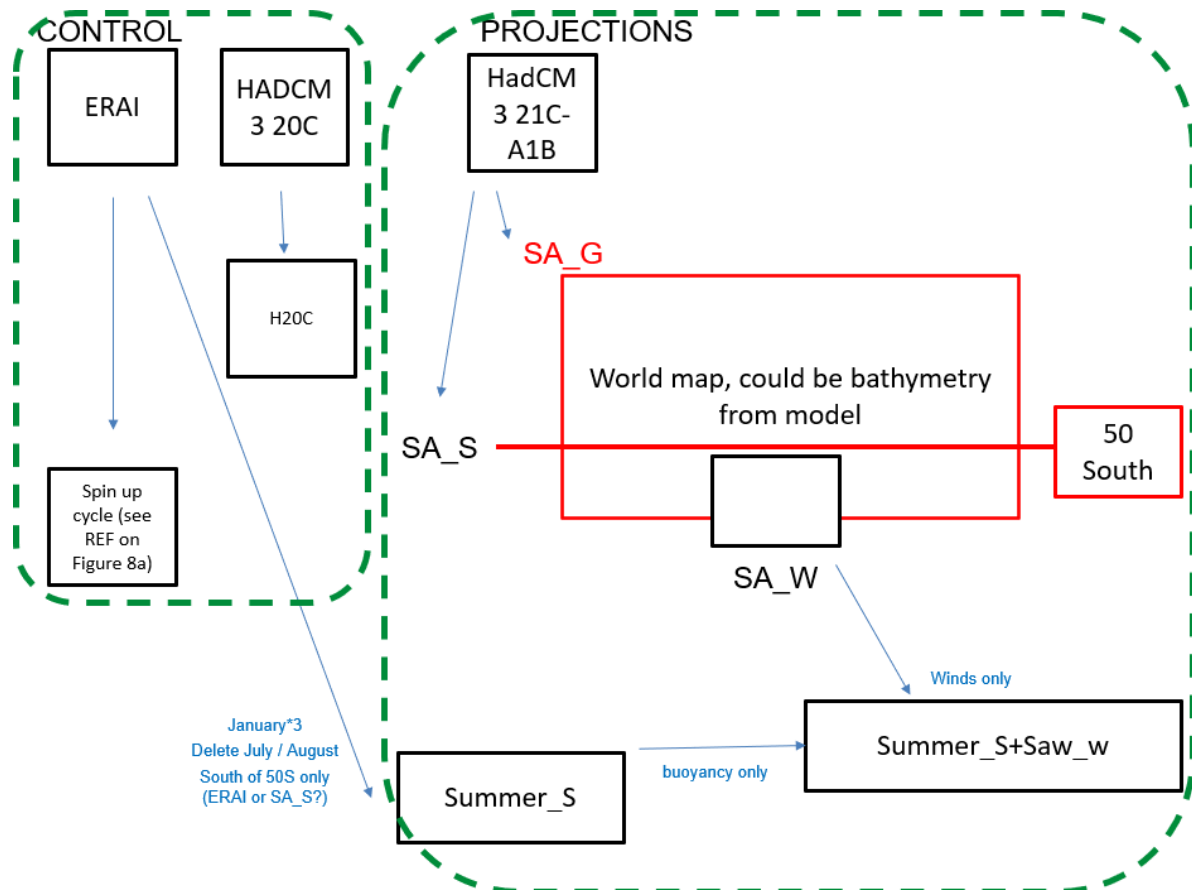 CONTROL
ERAI
HADCM
3 20C
H20C
Spin up
cycle (see
REF on
Figure 8a)
PROJECTIONS
HadCM
3 21C-
A1B
SA_G
World map, could be bathymetry
from model
SA_S
50
South
SA_W
Winds only
January*3
Delete July / August
South of 50S only
(ERAI or SA_S?)
Summer_S
buoyancy only
Summer_S+Saw_w